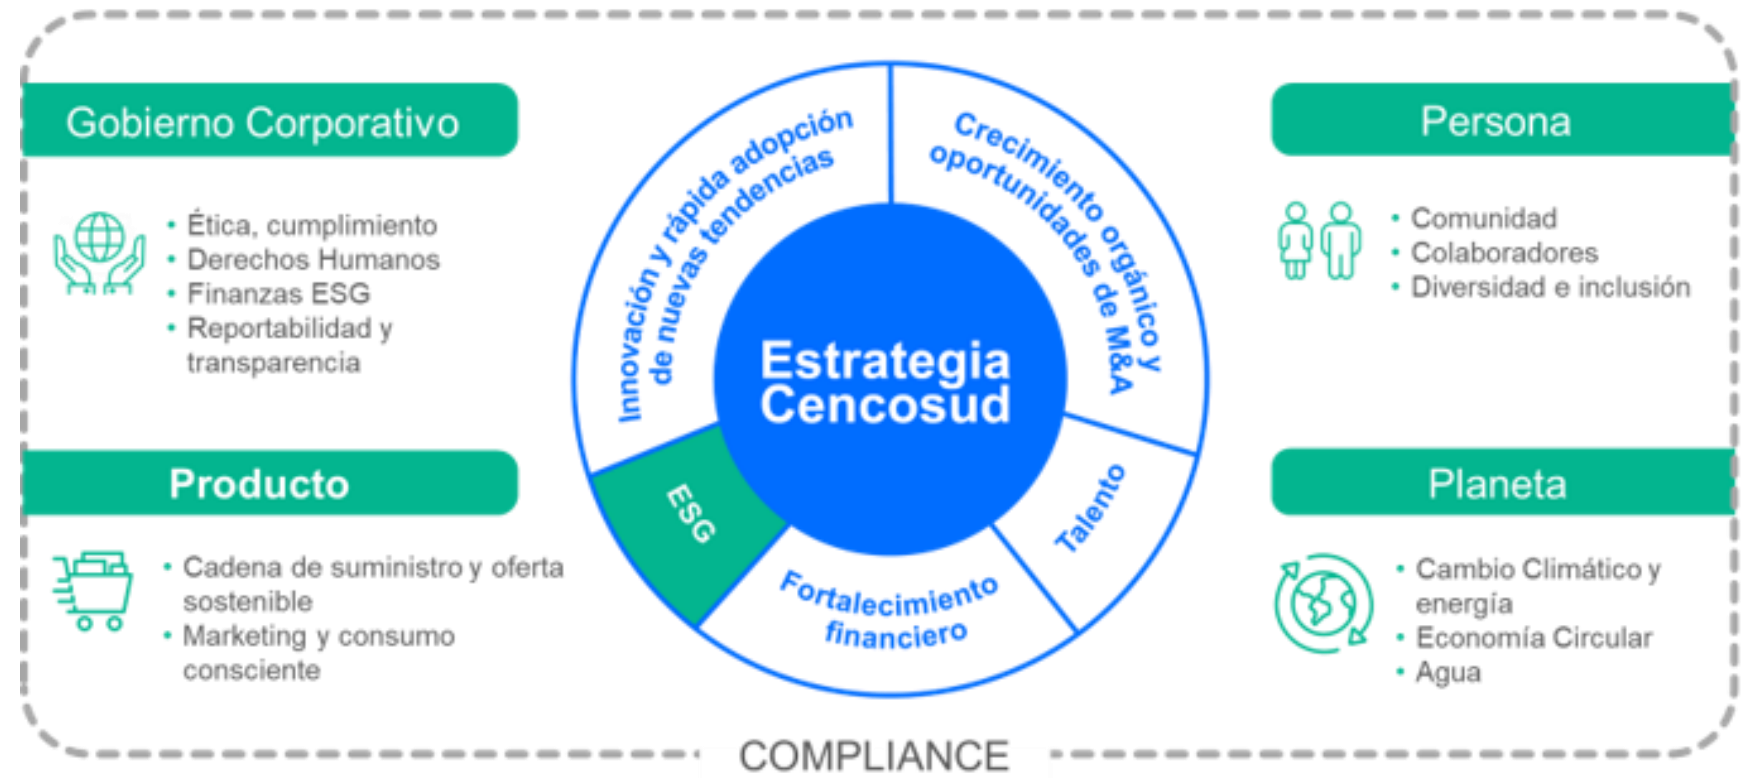 Gobierno Corporativo
• Ética, cumplimiento
• Derechos Humanos
• Finanzas ESG
• Reportabilidad y
transparencia
Producto
• Cadena de suministro y oferta
sostenible
• Marketing y consumo
consciente
Innovación y rápida adopción
de nuevas tendencias
Crecimiento orgánico y
oportunidades de M&A
Estrategia
Cencosud
ESG
Talento
Fortalecimiento
financiero
Persona
• Comunidad
• Colaboradores
• Diversidad e inclusión
Planeta
• Cambio Climático y
energía
• Economía Circular
• Agua
COMPLIANCE